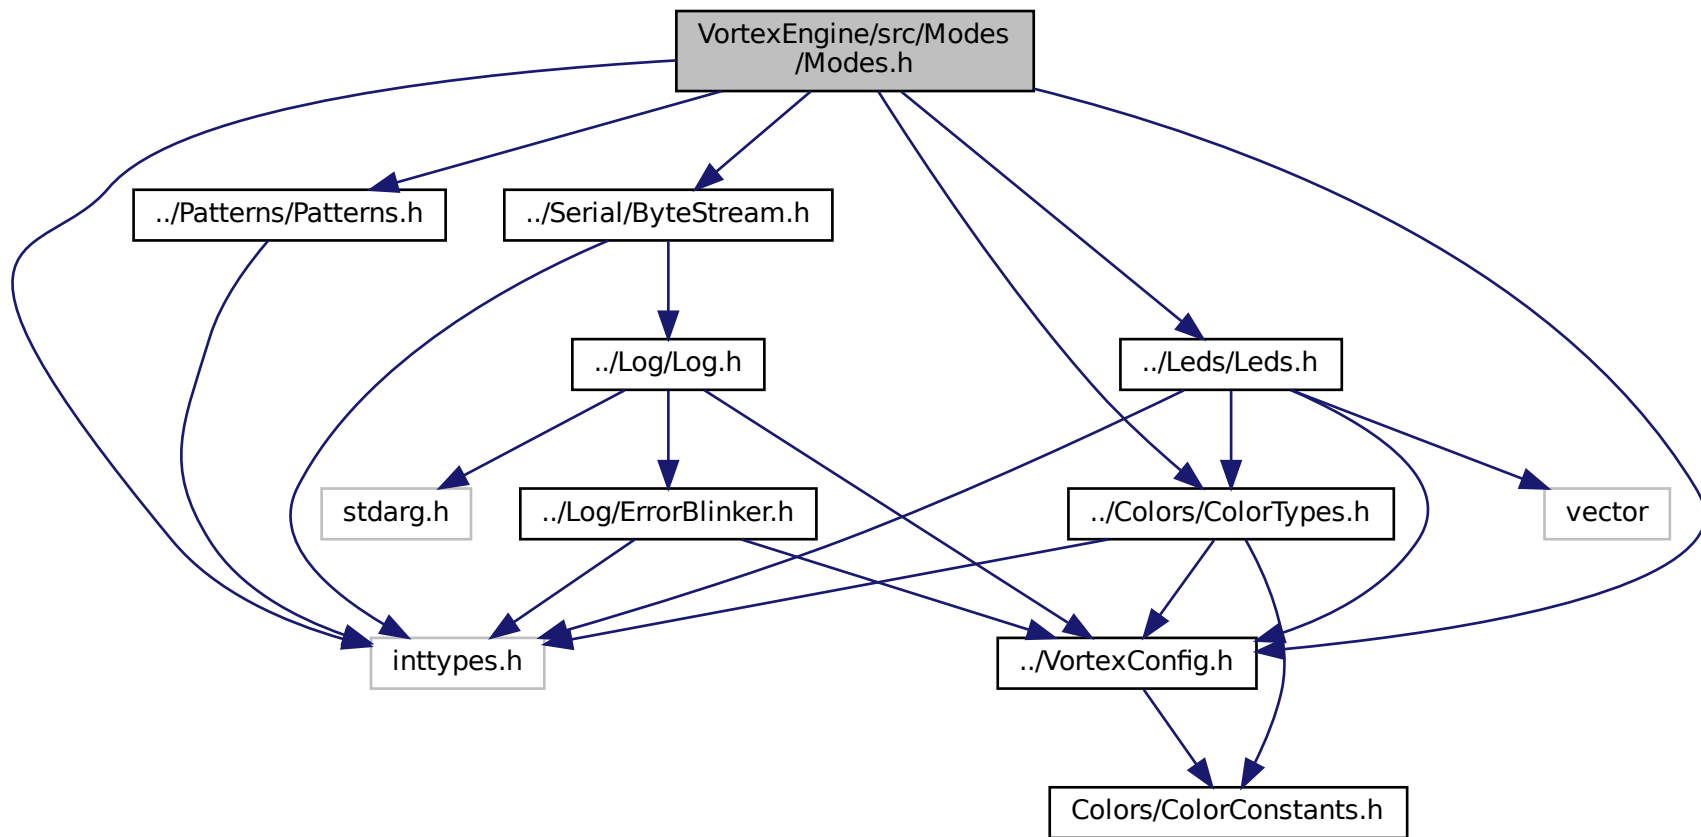 VortexEngine/src/Modes
/Modes.h
../Patterns/Patterns.h
../Serial/ByteStream.h
../Log/Log.h
../Leds/Leds.h
stdarg.h
../Log/ErrorBlinker.h
../Colors/ColorTypes.h
vector
inttypes.h
../VortexConfig.h
Colors/ColorConstants.h